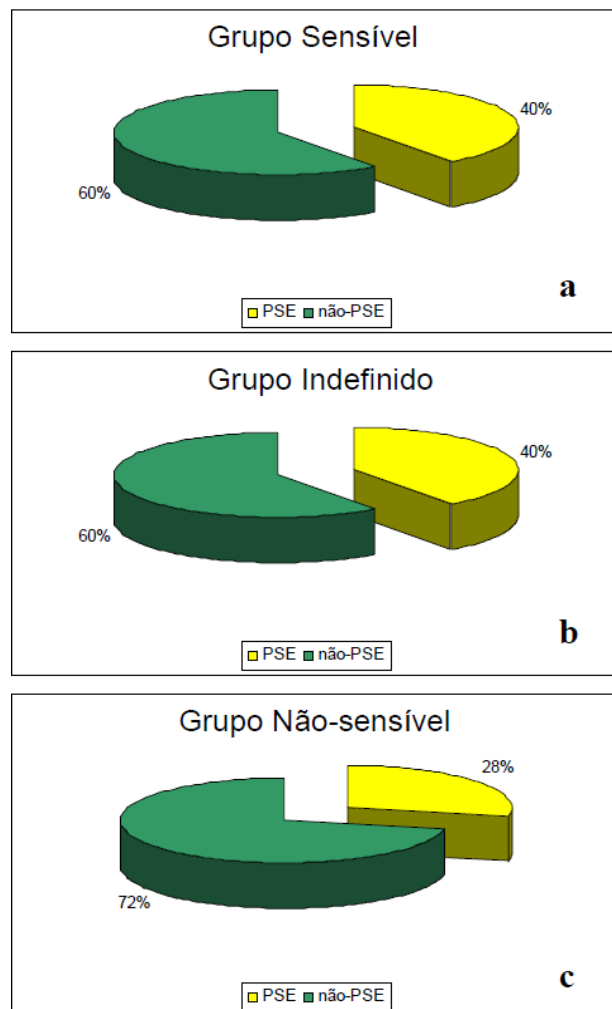 Grupo Sensível
40%
60%
a
PSE não-PSE
Grupo Indefinido
40%
60%
b
PSE não-PSE
Grupo Não-sensível
28%
72%
c
PSE não-PSE